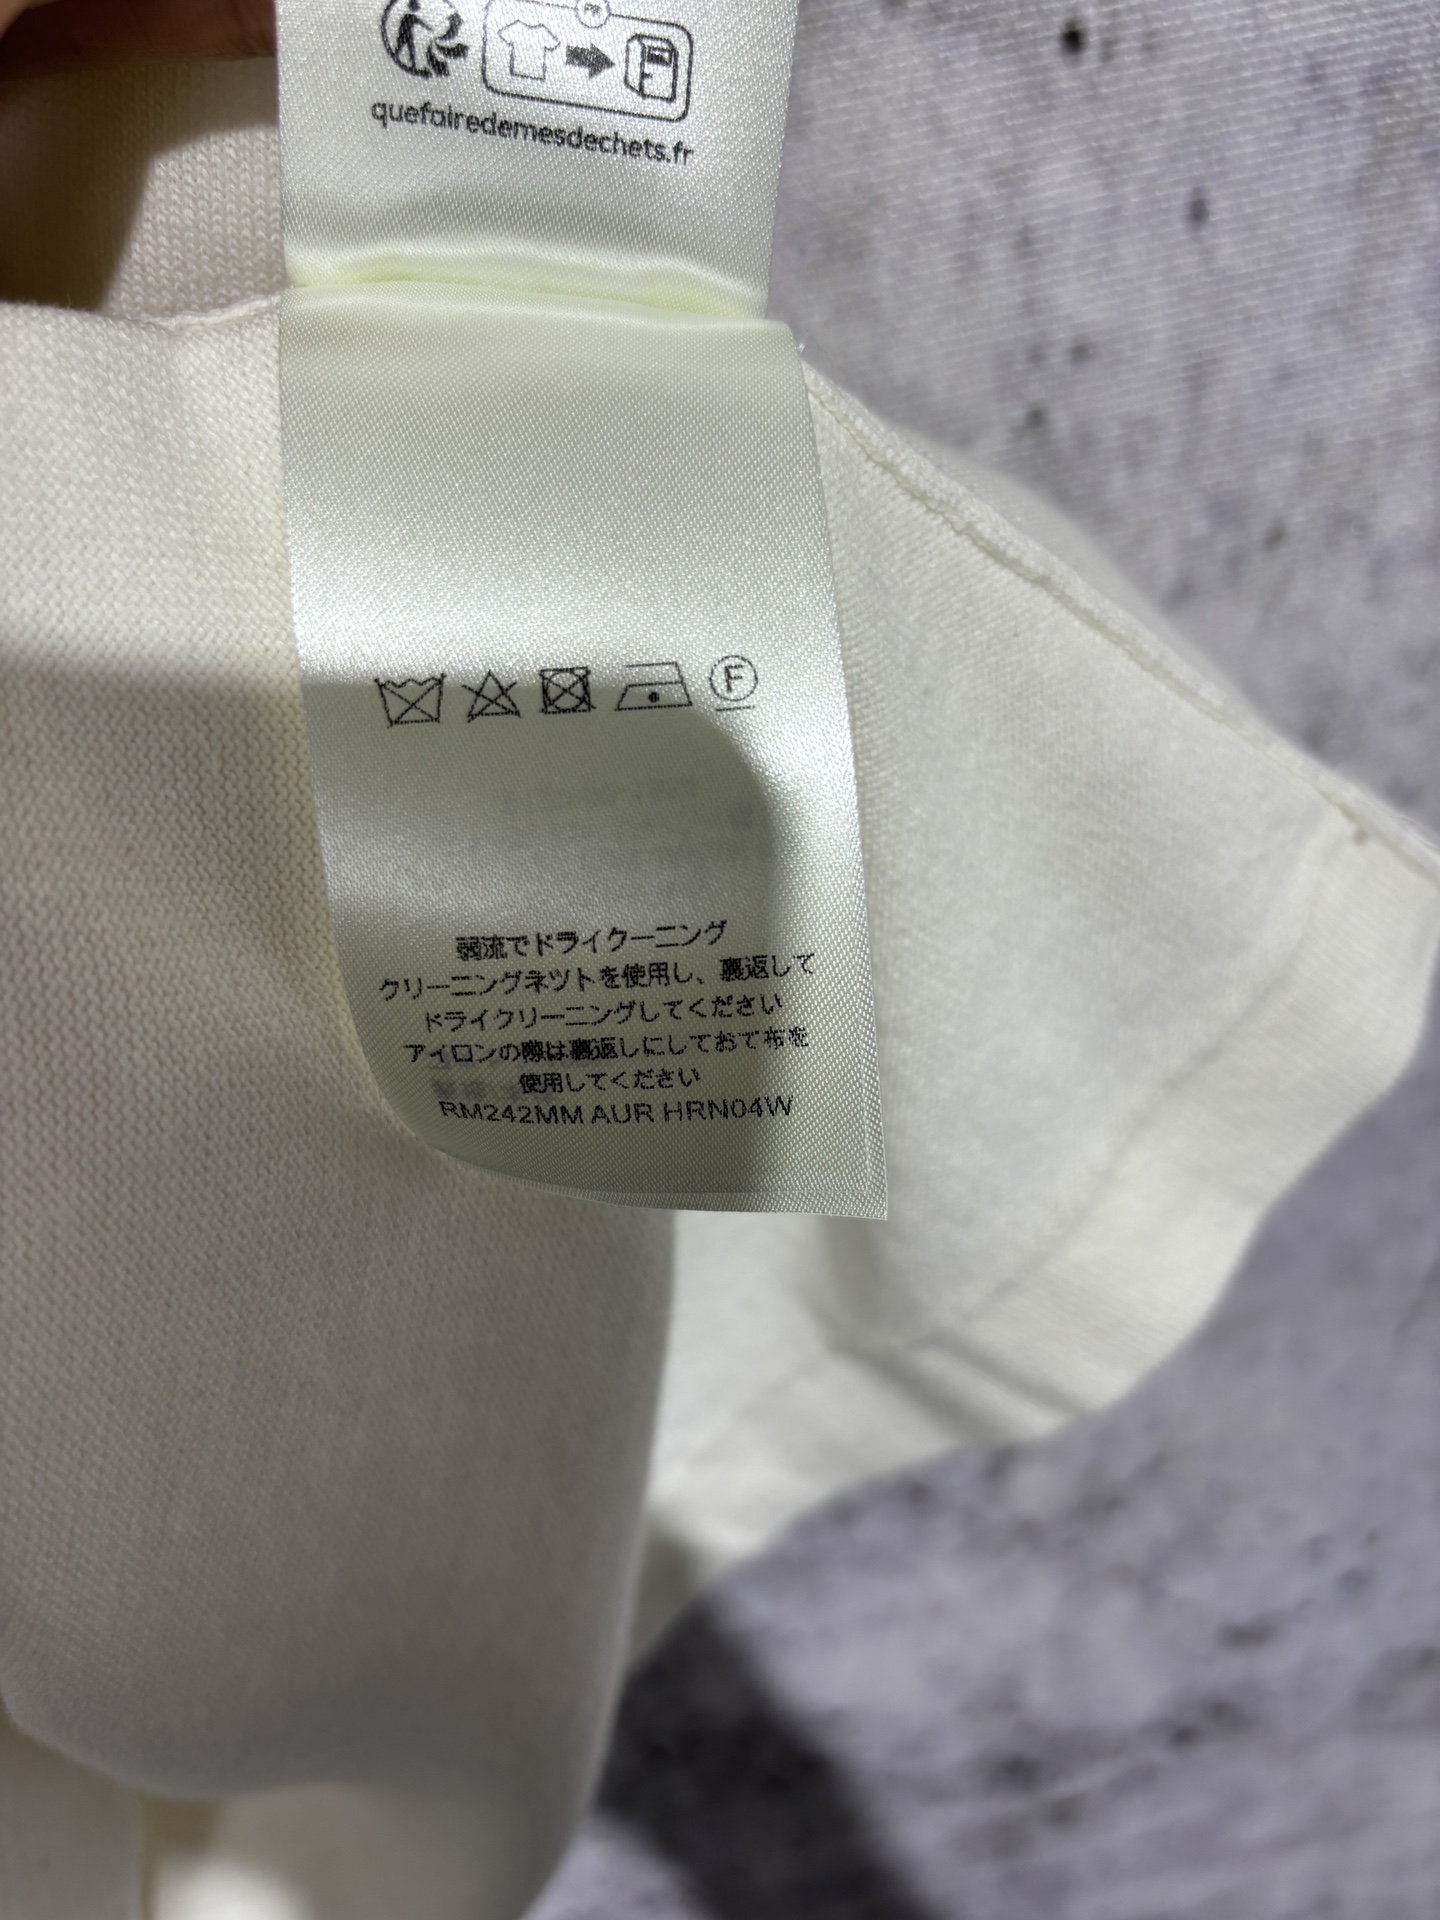 quefairedemesdechets.fr
F
弱流でドライクーニング
クリーニングネツトを使用し、裏返して
ドライクリーニングしてください
アイロンの際は裏返しにしておて布を
使用してください
RM242MM AUR HRN04W